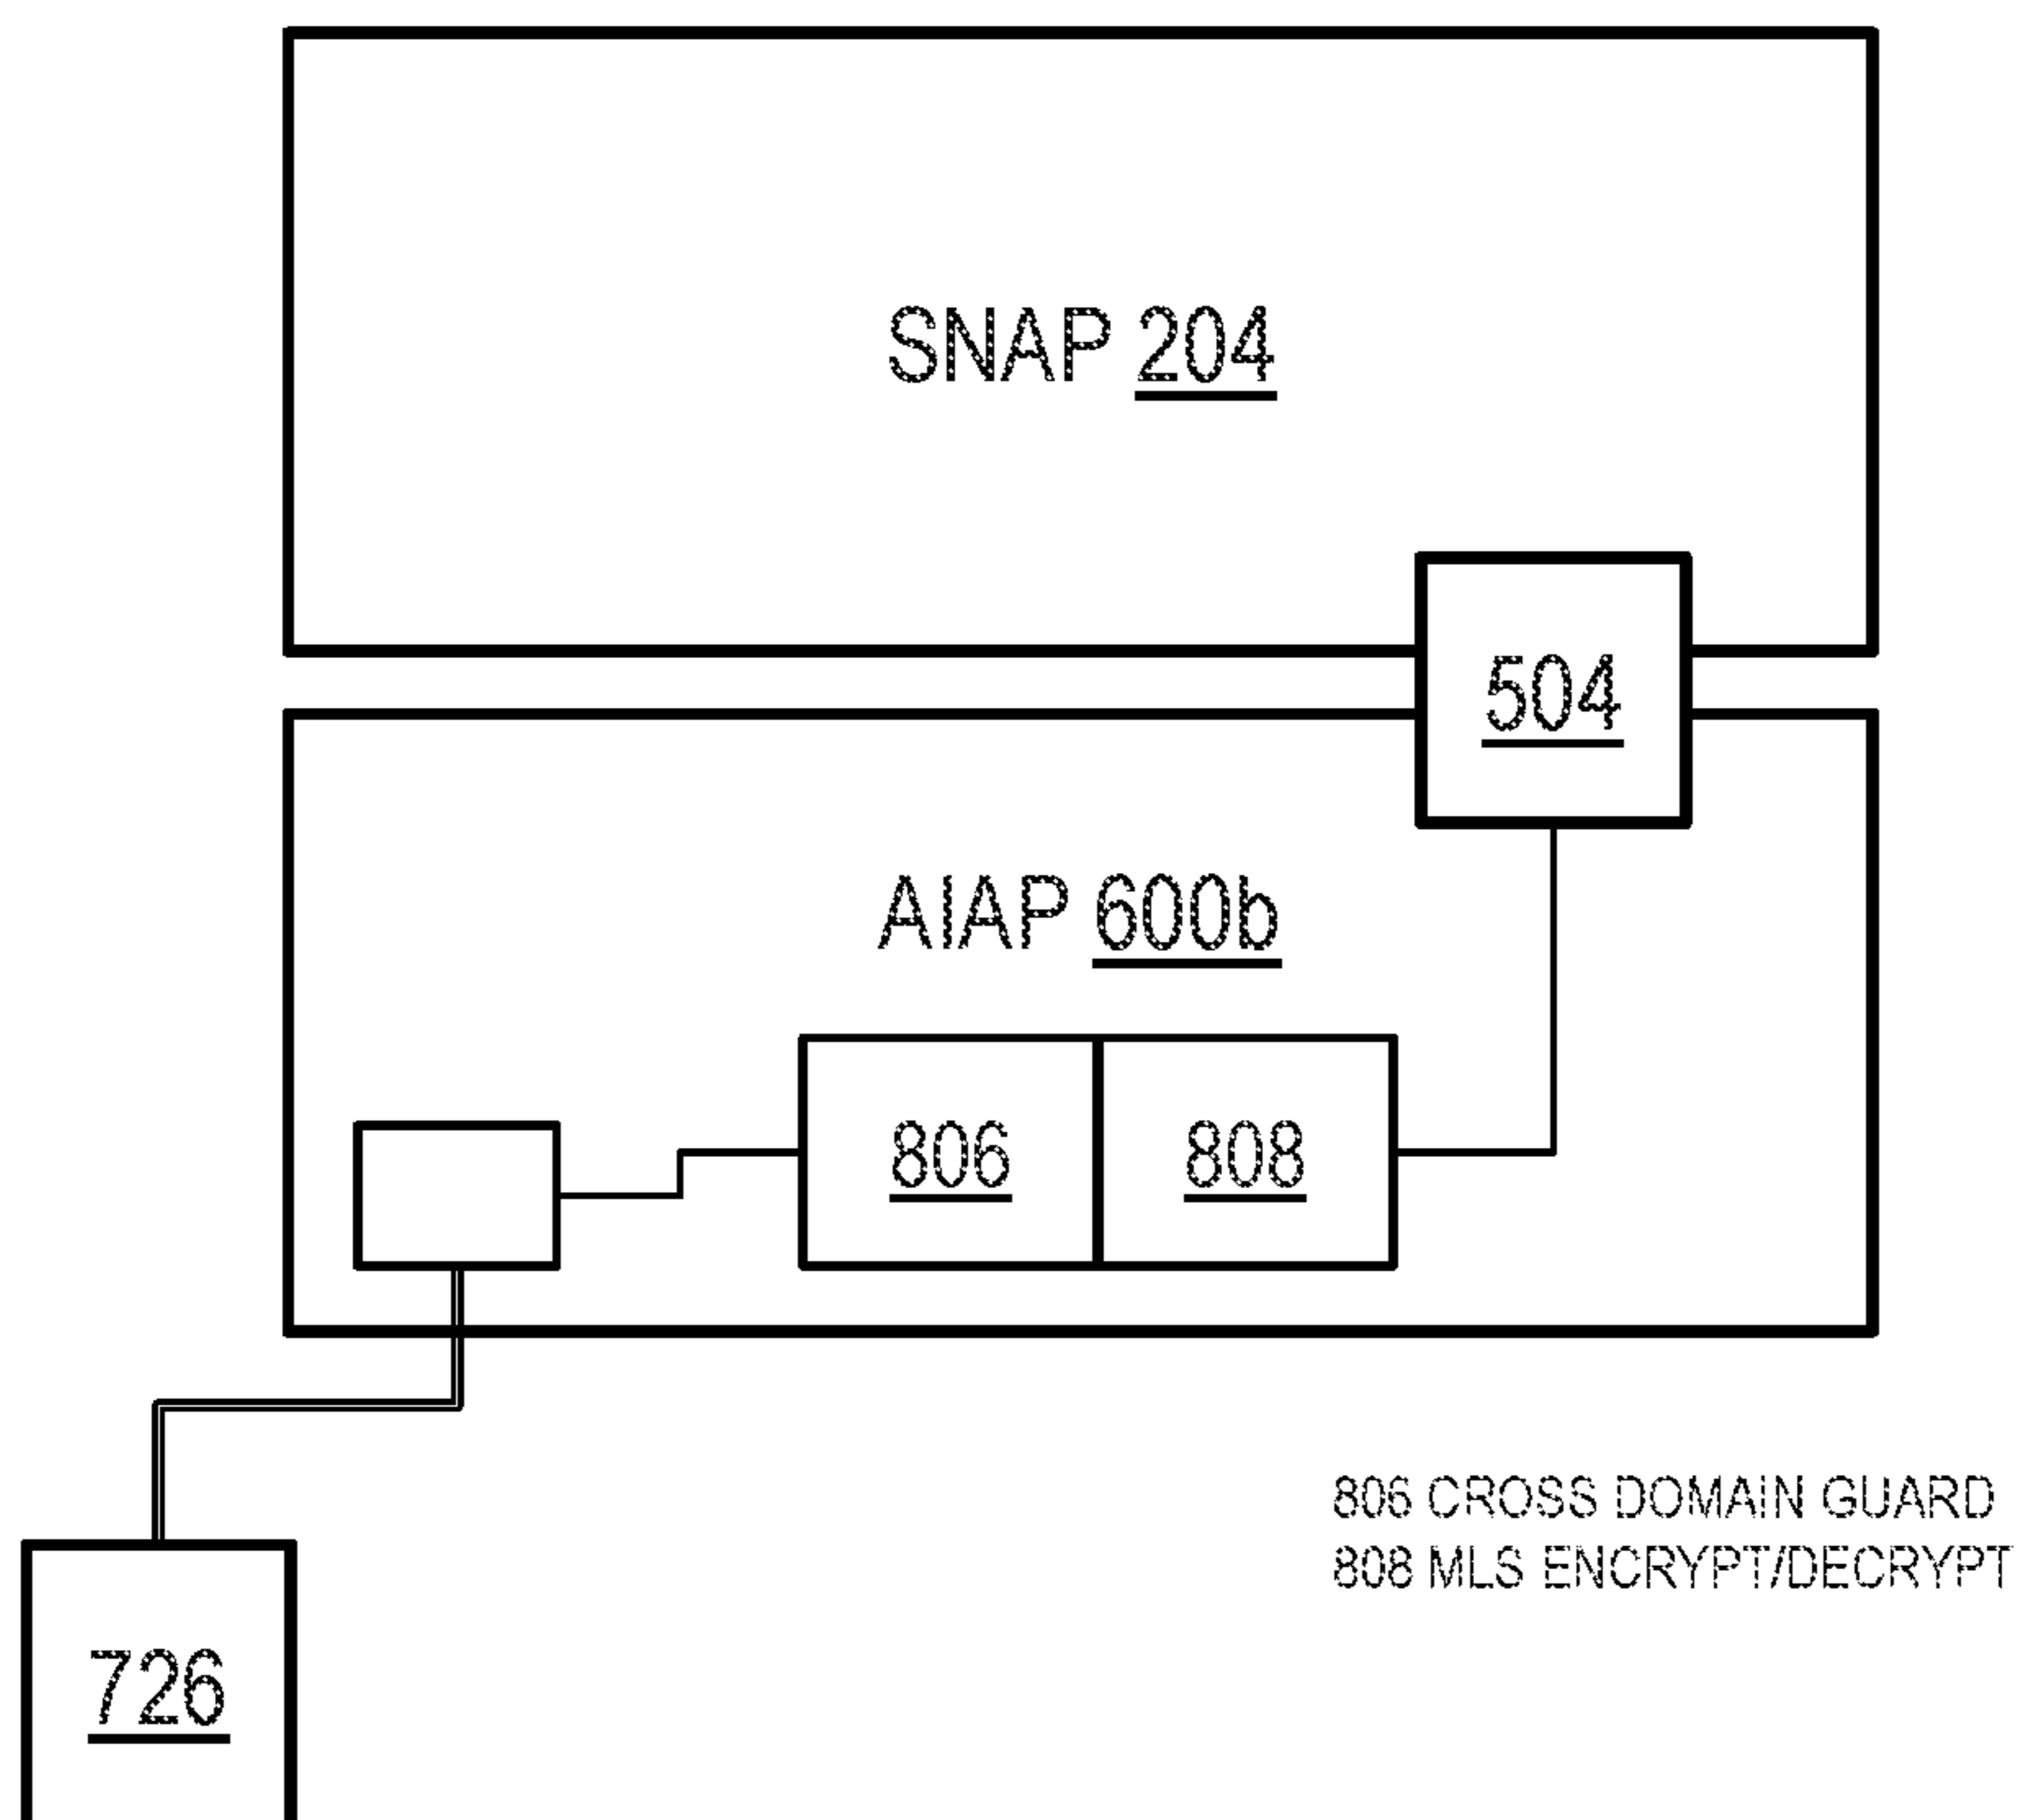 SNAP 204
504
AIAP 600b
806
808
806 CROSS DOMAIN GUARD
808 MLS ENCRYPT/DECRYPT
726